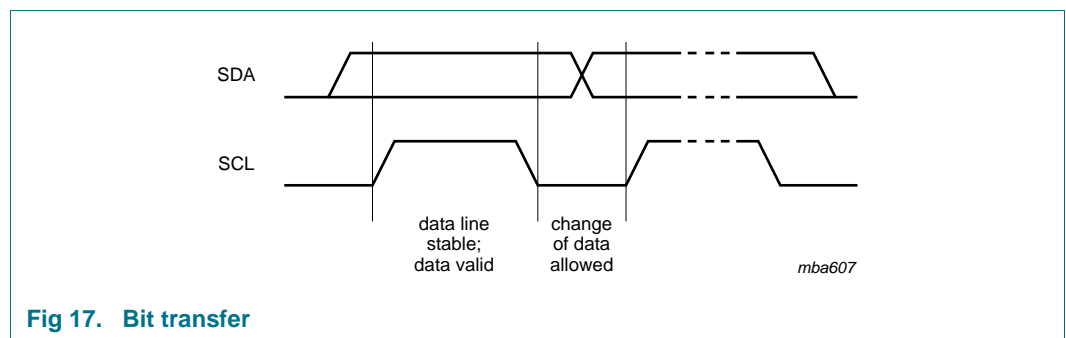 SDA
SCL
data line
stable;
data valid
change
of data
allowed
mba607
Fig 17. Bit transfer